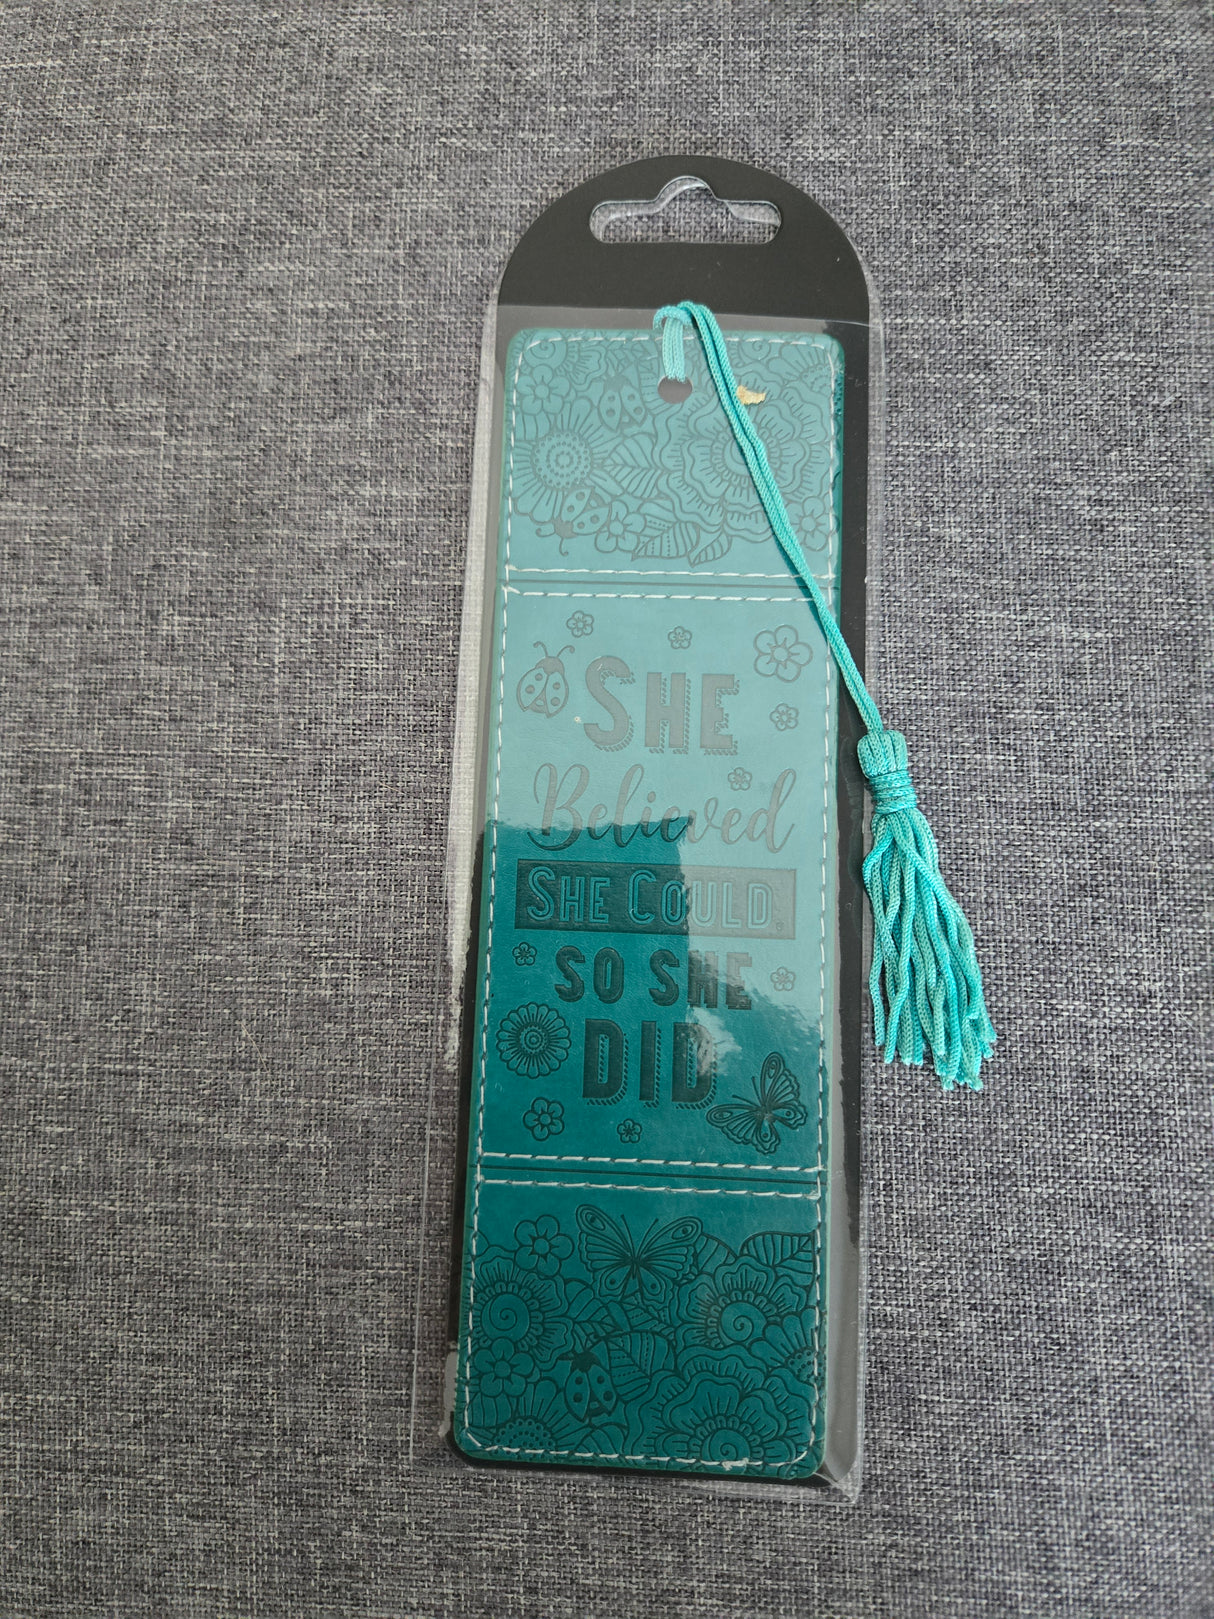 SHE
Believed
SHE COULD,
SO SHE
DID